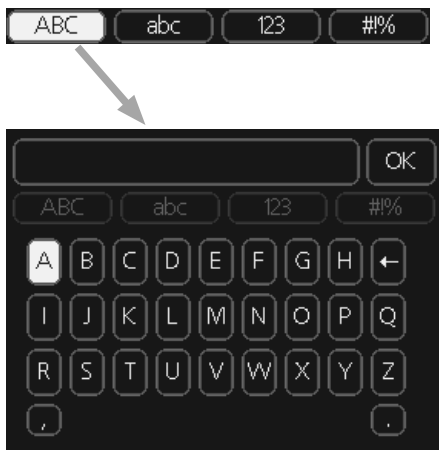 ABC abc 123 #!%
OK
ABC abc 123 #!%
A B C D E F G H ←
I J K L M N O P Q
R S T U V W X Y Z
, .